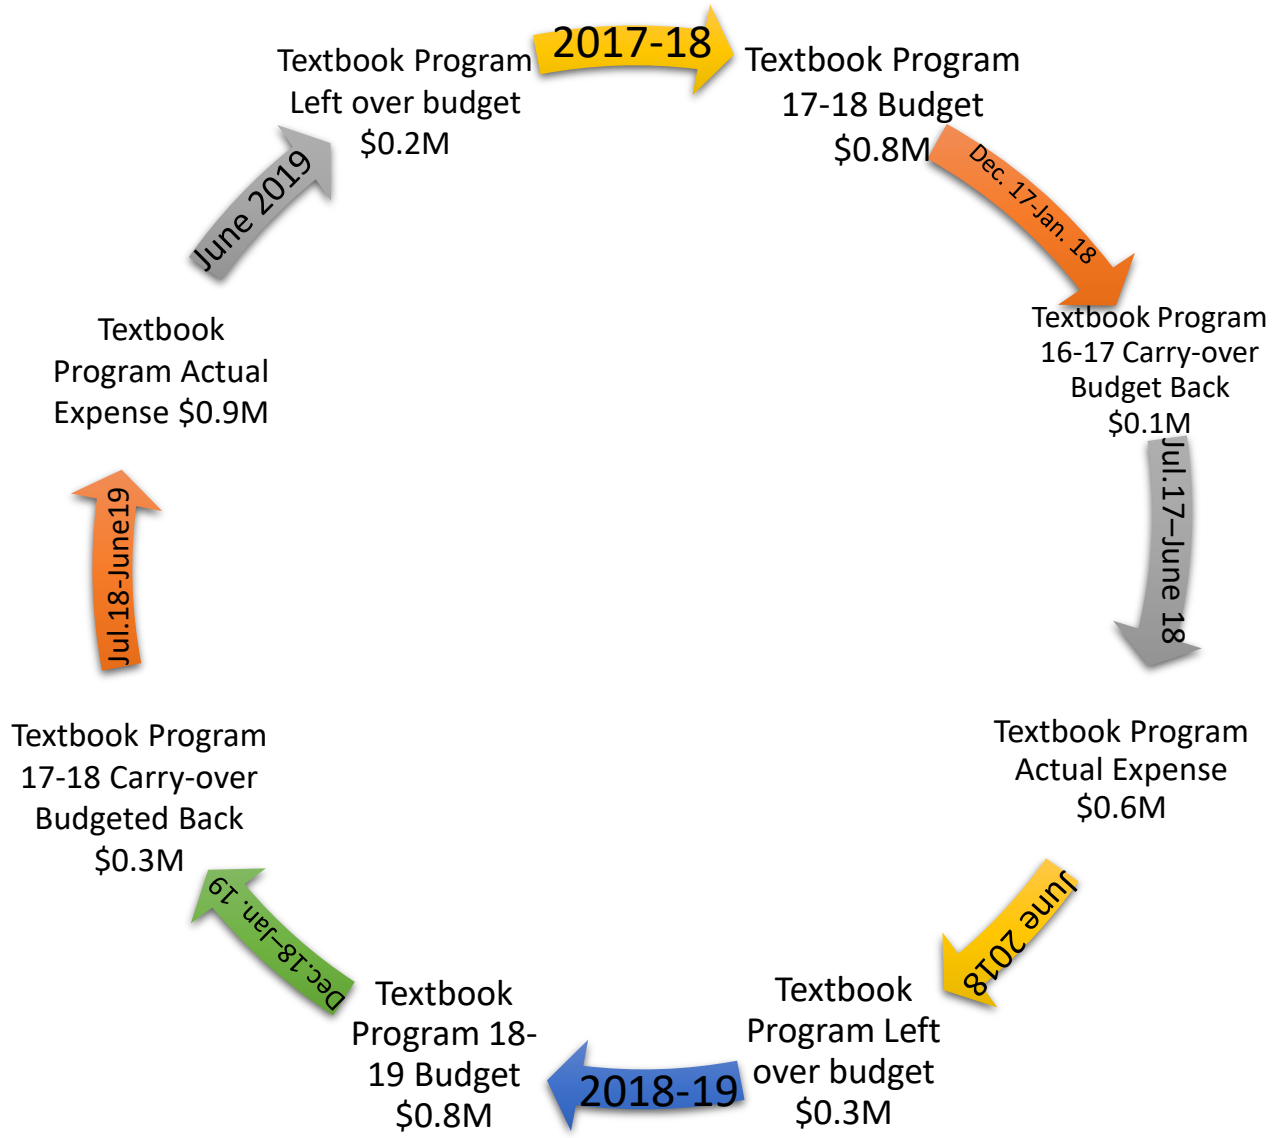 2017-18
Textbook Program
17-18 Budget
$0.8M
Dec. 17-Jan. 18
Textbook Program
16-17 Carry-over
Budget Back
$0.1M
Jul.17–June 18
Textbook Program
Actual Expense
$0.6M
June 2018
Textbook
Program Left
over budget
$0.3M
2018-19
Textbook
Program 18-
19 Budget
$0.8M
Dec.18–Jan. 19
Textbook Program
17-18 Carry-over
Budgeted Back
$0.3M
Jul.18-June19
Textbook
Program Actual
Expense $0.9M
June 2019
Textbook Program
Left over budget
$0.2M